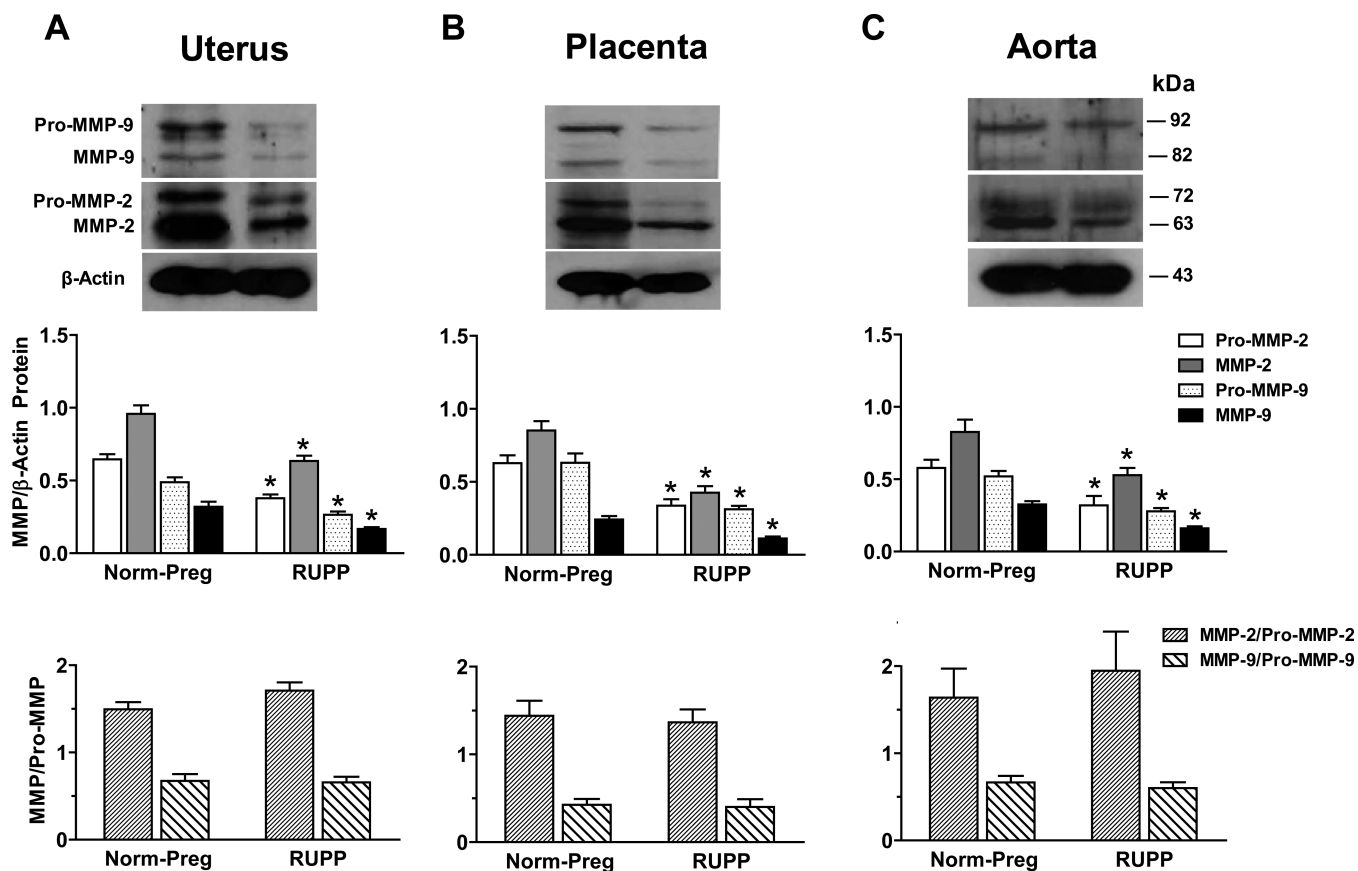 A
Uterus
B
Placenta
C
Aorta
kDa
Pro-MMP-9
MMP-9
Pro-MMP-2
MMP-2
β-Actin
92
82
72
63
43
MMP/β-Actin Protein
1.5
1.0
0.5
0.0
* * * *
Norm-Preg RUPP
1.5
1.0
0.5
0.0
* * * *
Norm-Preg RUPP
1.5
1.0
0.5
0.0
* * * *
Norm-Preg RUPP
Pro-MMP-2
MMP-2
Pro-MMP-9
MMP-9
MMP/Pro-MMP
2
1
0
Norm-Preg RUPP
2
1
0
Norm-Preg RUPP
2
1
0
Norm-Preg RUPP
MMP-2/Pro-MMP-2
MMP-9/Pro-MMP-9